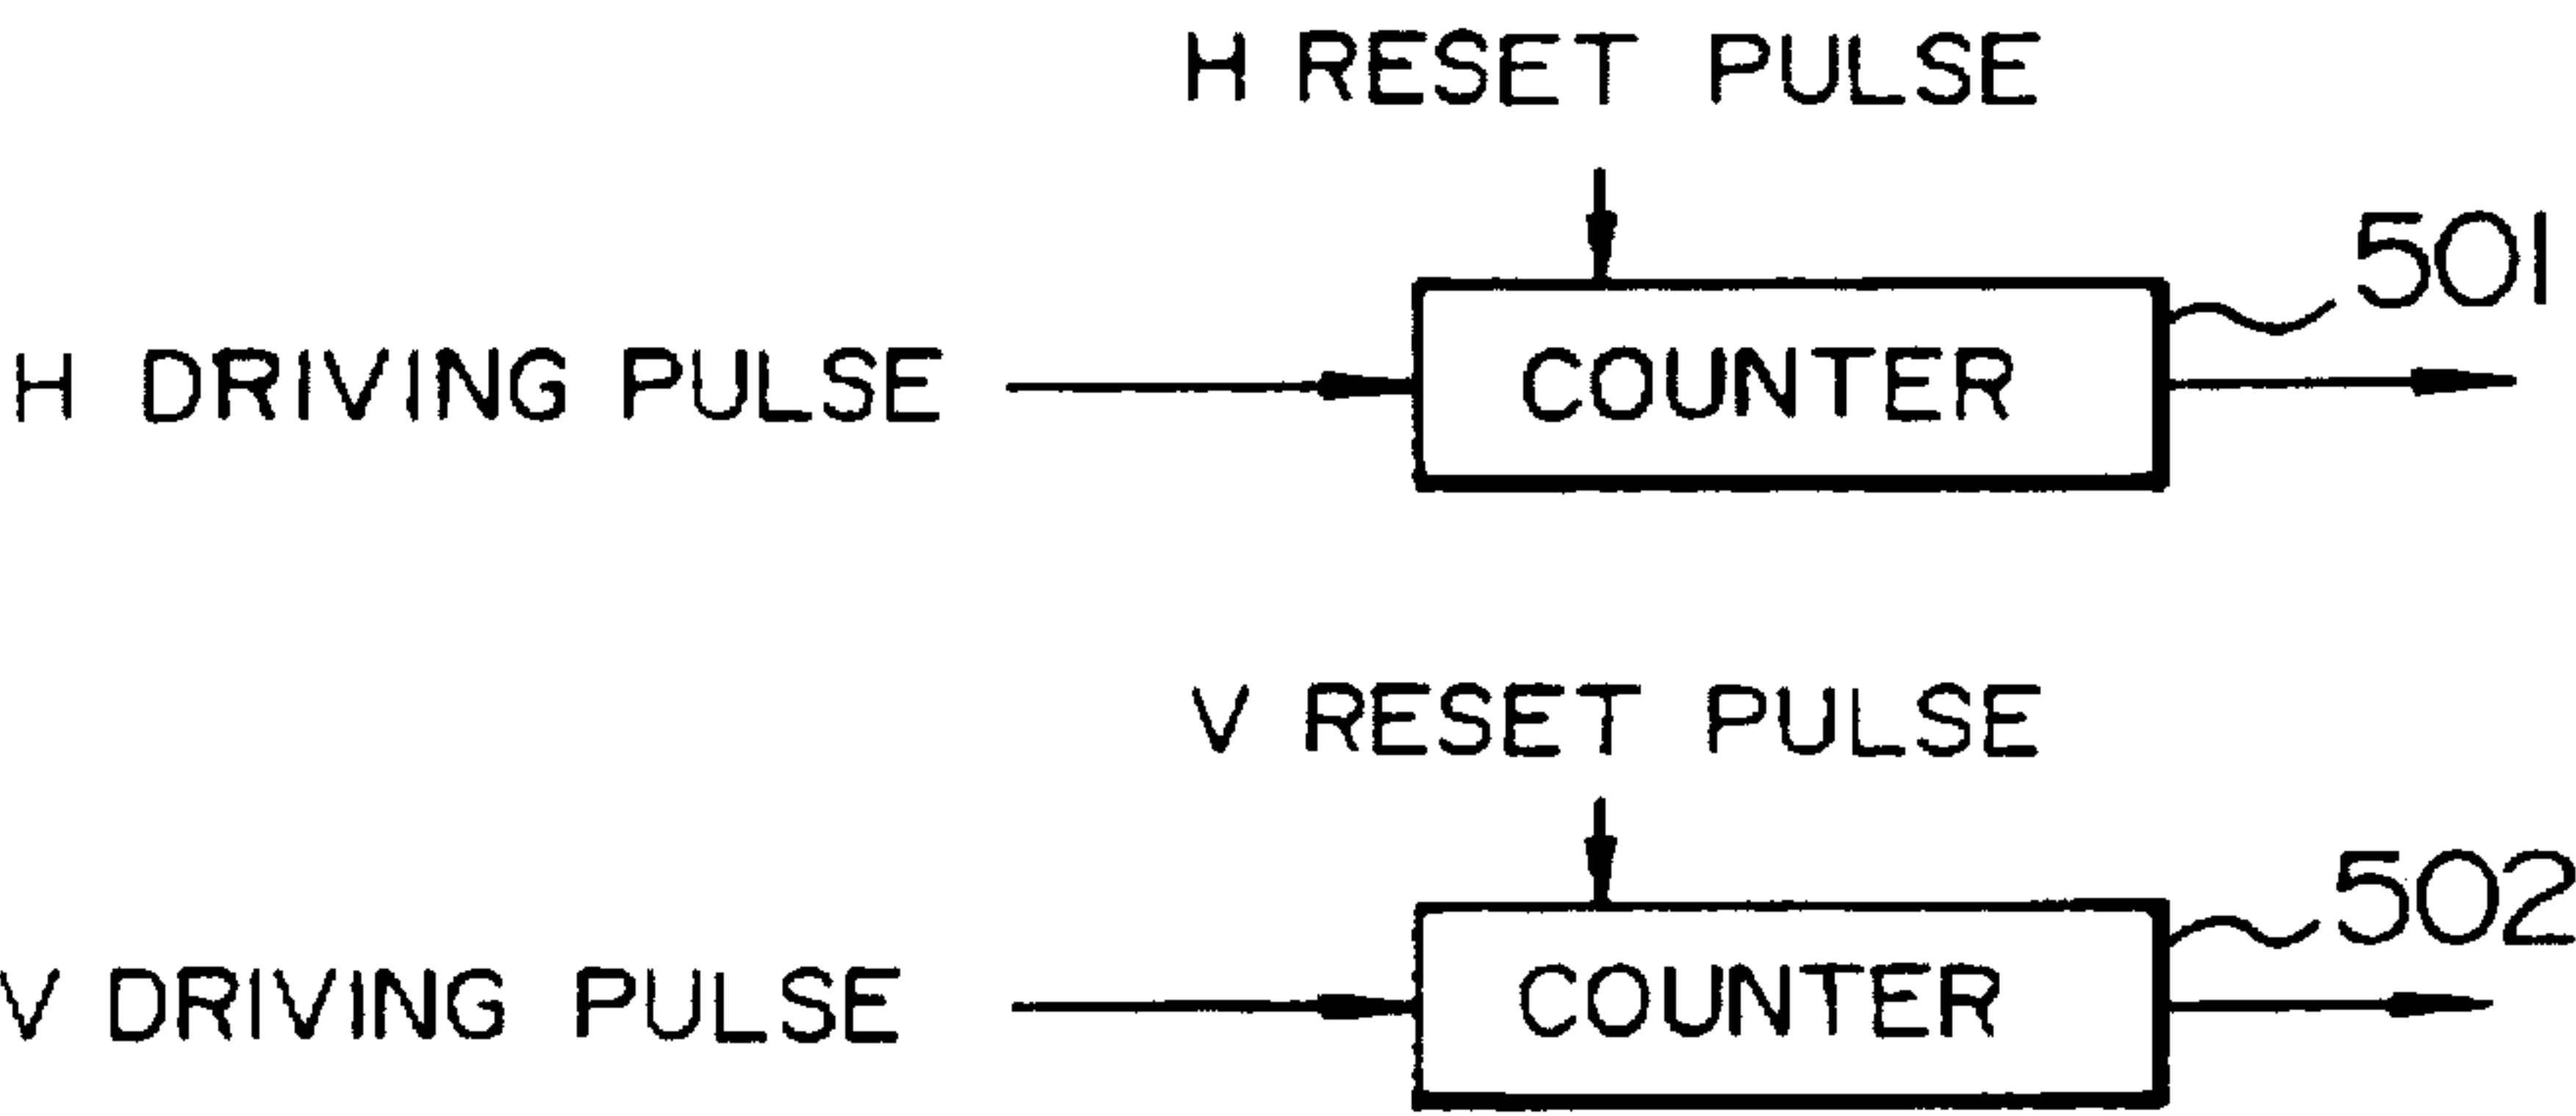 H RESET PULSE
501
H DRIVING PULSE
COUNTER
V RESET PULSE
502
V DRIVING PULSE
COUNTER